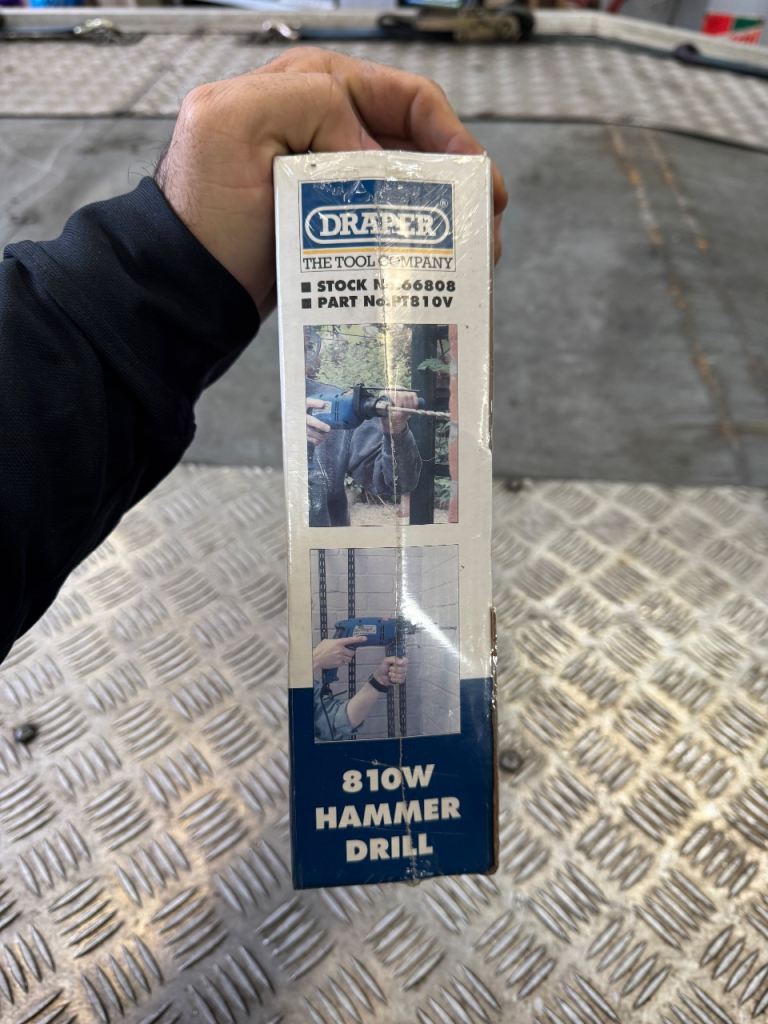 DRAPER®
THE TOOL COMPANY
■ STOCK No.66808
■ PART No.PT810V
810W
HAMMER
DRILL